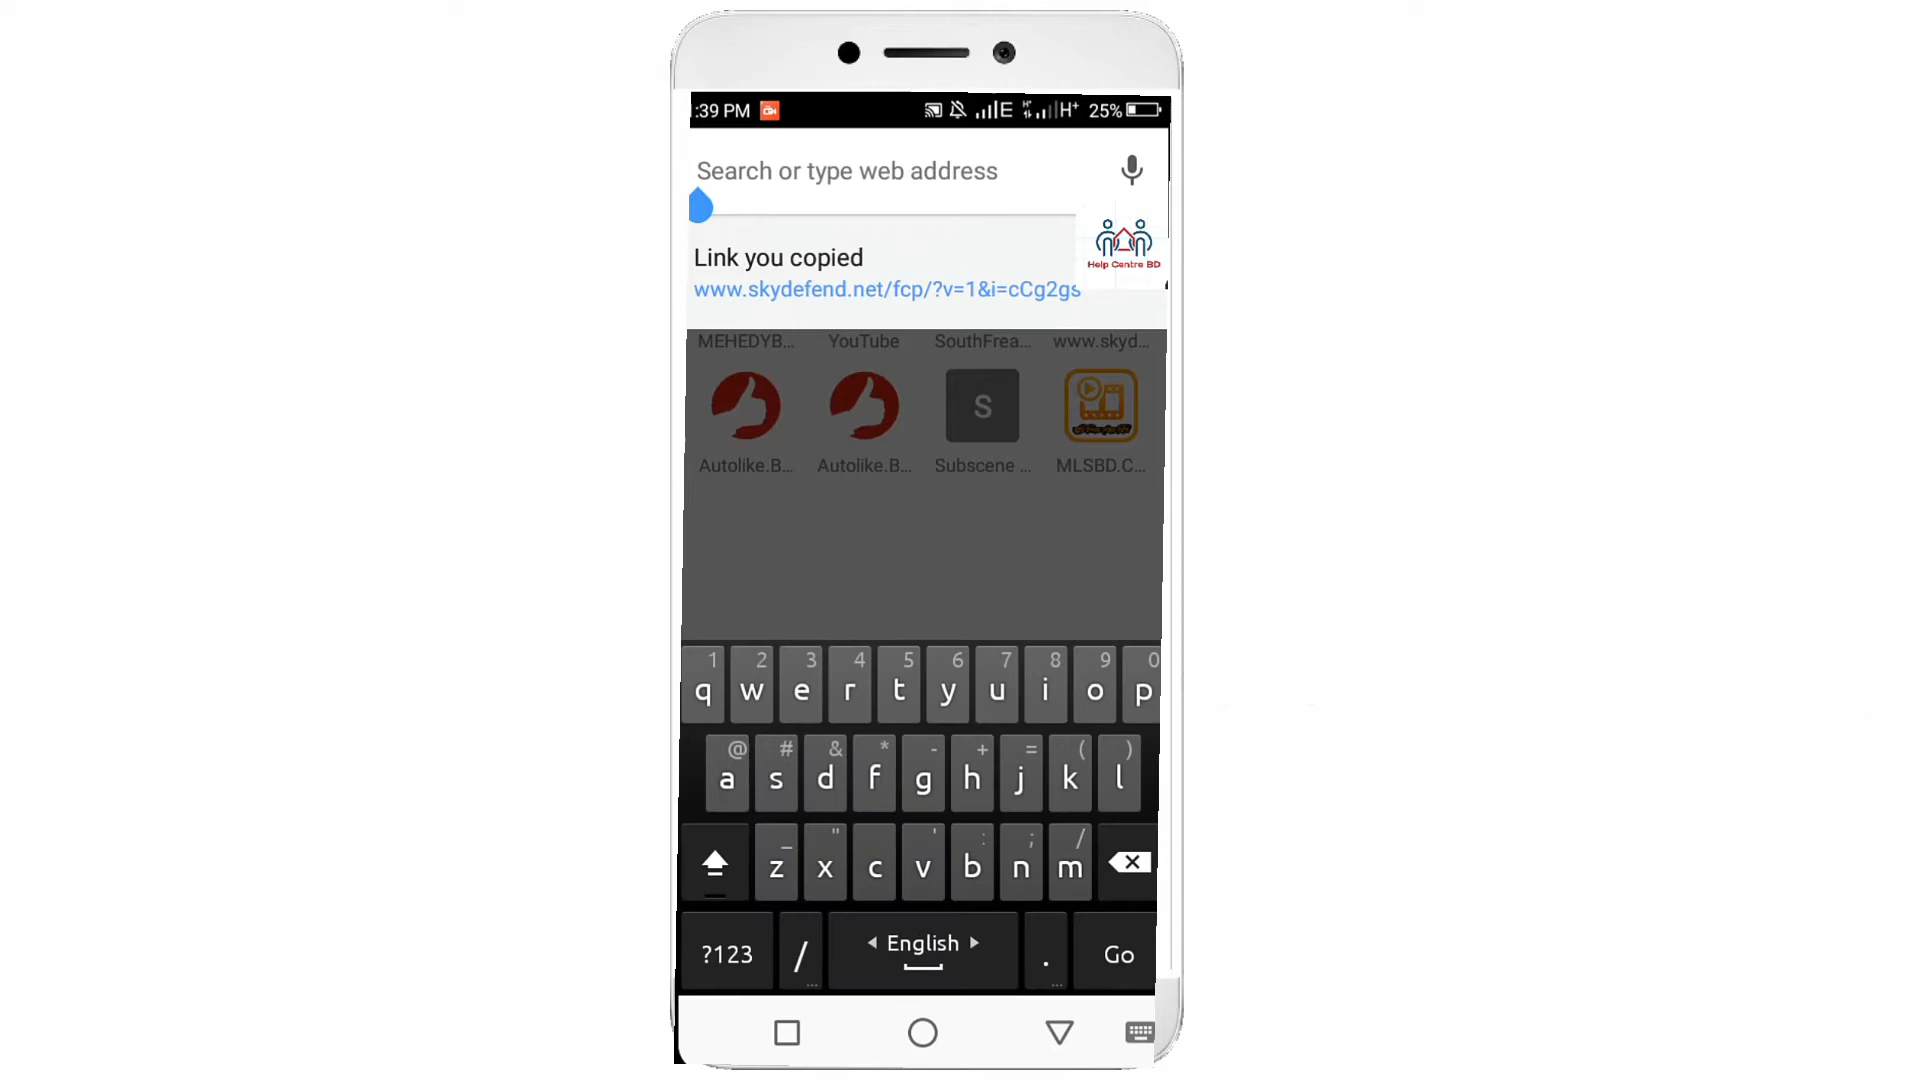 :39 PM E H+ H+ 25%
Search or type web address
Help Centre BD
Link you copied
www.skydefend.net/fcp/?v=1&i=cCg2gs
MEHEDYB... YouTube SouthFrea... www.skyd...
S
Autolike.B... Autolike.B... Subscene ... MLSBD.C...
1 2 3 4 5 6 7 8 9 0
q w e r t y u i o p
@ # & * - + = ( )
a s d f g h j k l
_ " ' : ; /
z x c v b n m
?123 / English . Go